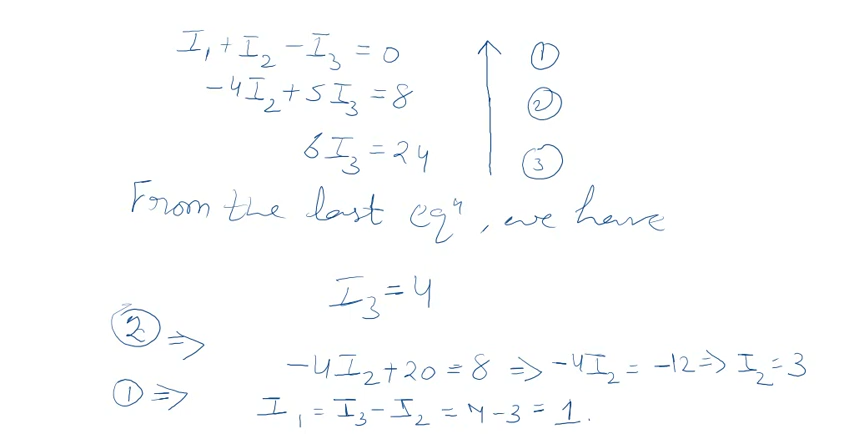 I₁ + I₂ − I₃ = 0 ①
−4I₂ + 5I₃ = 8 ②
6I₃ = 24 ③
From the last eqⁿ, we have
I₃ = 4
② ⇒
−4I₂ + 20 = 8 ⇒ −4I₂ = −12 ⇒ I₂ = 3
① ⇒ I₁ = I₃ − I₂ = 4 − 3 = 1.